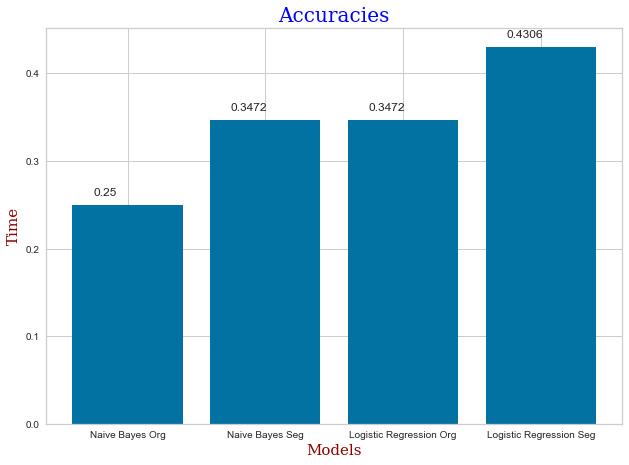 Accuracies
0.4306
0.3472 0.3472
0.25
0.4
0.3
0.2
0.1
0.0
Time
Naive Bayes Org Naive Bayes Seg Logistic Regression Org Logistic Regression Seg
Models